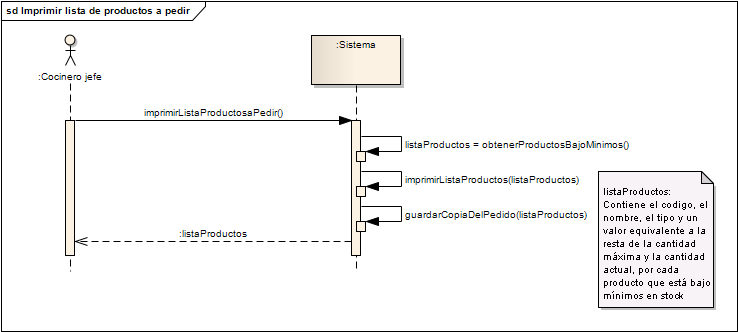 sd Imprimir lista de productos a pedir
:Cocinero jefe
:Sistema
imprimirListaProductosaPedir()
listaProductos = obtenerProductosBajoMinimos()
imprimirListaProductos(listaProductos)
guardarCopiaDelPedido(listaProductos)
:listaProductos
listaProductos:
Contiene el codigo, el
nombre, el tipo y un
valor equivalente a la
resta de la cantidad
máxima y la cantidad
actual, por cada
producto que está bajo
mínimos en stock